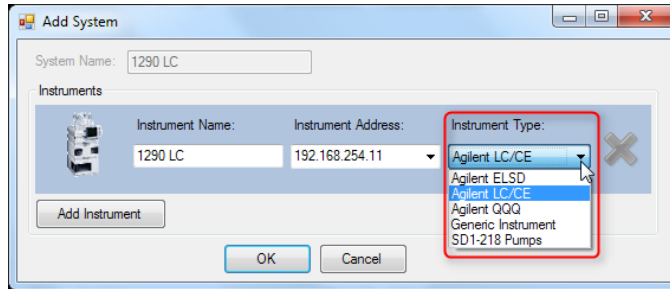 Add System
System Name: 1290 LC
Instruments
Instrument Name: Instrument Address: Instrument Type:
1290 LC 192.168.254.11 Agilent LC/CE
Agilent ELSD
Agilent LC/CE
Agilent QQQ
Generic Instrument
SD1-218 Pumps
Add Instrument
OK Cancel